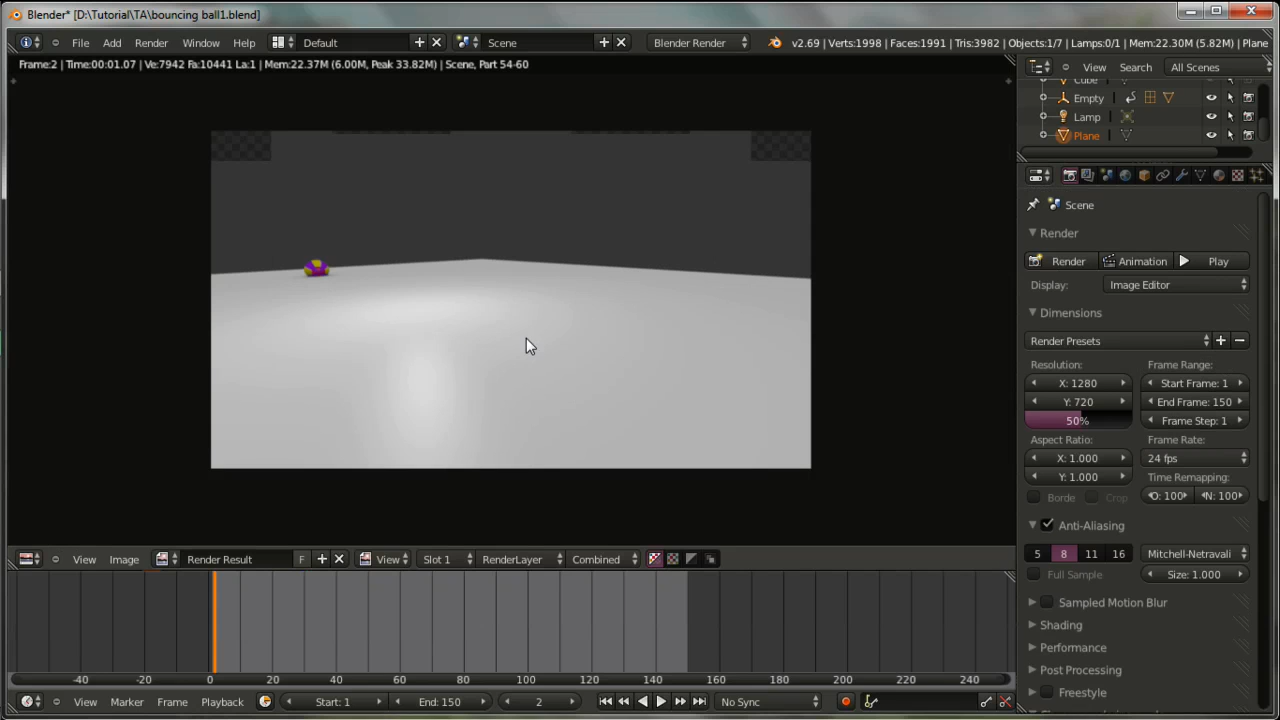 Blender* [D:\Tutorial\TA\bouncing ball1.blend]
File Add Render Window Help Default Scene Blender Render v2.69 | Verts:1998 | Faces:1991 | Tris:3982 | Objects:1/7 | Lamps:0/1 | Mem:22.30M (5.82M) | Plane
Frame:2 | Time:00:01.07 | Ve:7942 Fa:10441 La:1 | Mem:22.37M (6.00M, Peak 33.82M) | Scene, Part 54-60
View Search All Scenes
Cube
Empty
Lamp
Plane
Scene
Render
Render Animation Play
Display: Image Editor
Dimensions
Render Presets
Resolution: Frame Range:
X: 1280 Start Frame: 1
Y: 720 End Frame: 150
50% Frame Step: 1
Aspect Ratio: Frame Rate:
X: 1.000 24 fps
Y: 1.000 Time Remapping:
Borde Crop O: 100 N: 100
Anti-Aliasing
5 8 11 16 Mitchell-Netravali
Full Sample Size: 1.000
Sampled Motion Blur
Shading
Performance
Post Processing
Freestyle
View Image Render Result F View Slot 1 RenderLayer Combined
-40 -20 0 20 40 60 80 100 120 140 160 180 200 220 240
View Marker Frame Playback Start: 1 End: 150 2 No Sync